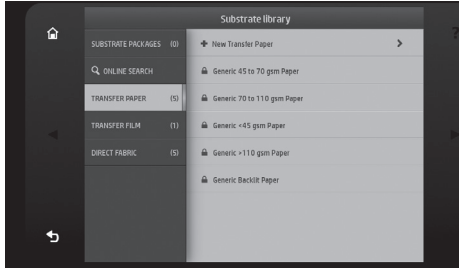 Substrate library
SUBSTRATE PACKAGES (0)
ONLINE SEARCH
TRANSFER PAPER (5)
TRANSFER FILM (1)
DIRECT FABRIC (5)
New Transfer Paper
Generic 45 to 70 gsm Paper
Generic 70 to 110 gsm Paper
Generic <45 gsm Paper
Generic >110 gsm Paper
Generic Backlit Paper
?